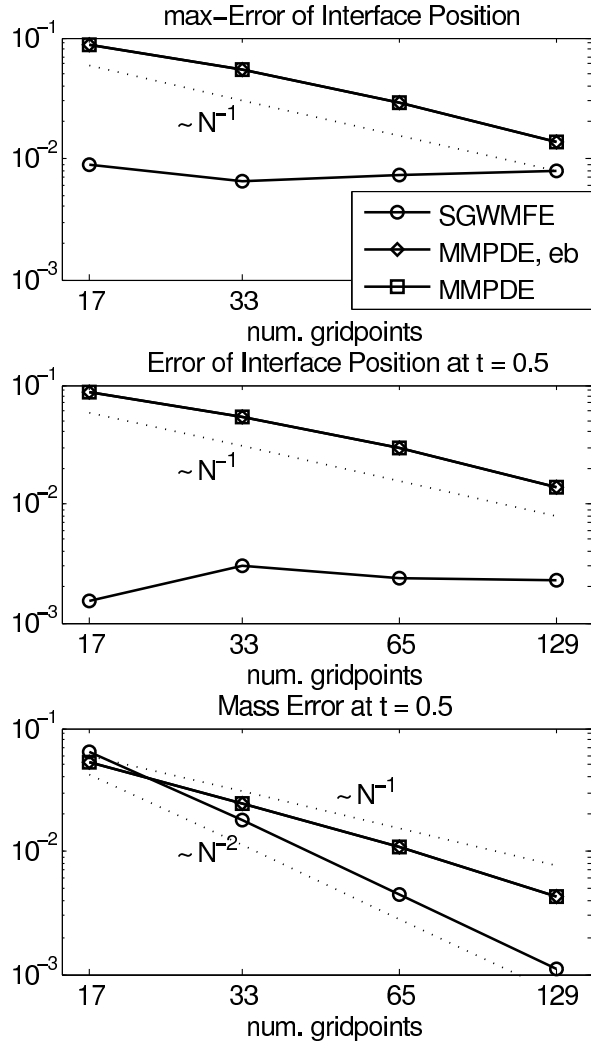 max−Error of Interface Position
10⁻¹
~N⁻¹
10⁻²
SGWMFE
MMPDE, eb
MMPDE
10⁻³
17 33
num. gridpoints
Error of Interface Position at t = 0.5
10⁻¹
~N⁻¹
10⁻²
10⁻³
17 33 65 129
num. gridpoints
Mass Error at t = 0.5
10⁻¹
~N⁻¹
10⁻²
~N⁻²
10⁻³
17 33 65 129
num. gridpoints